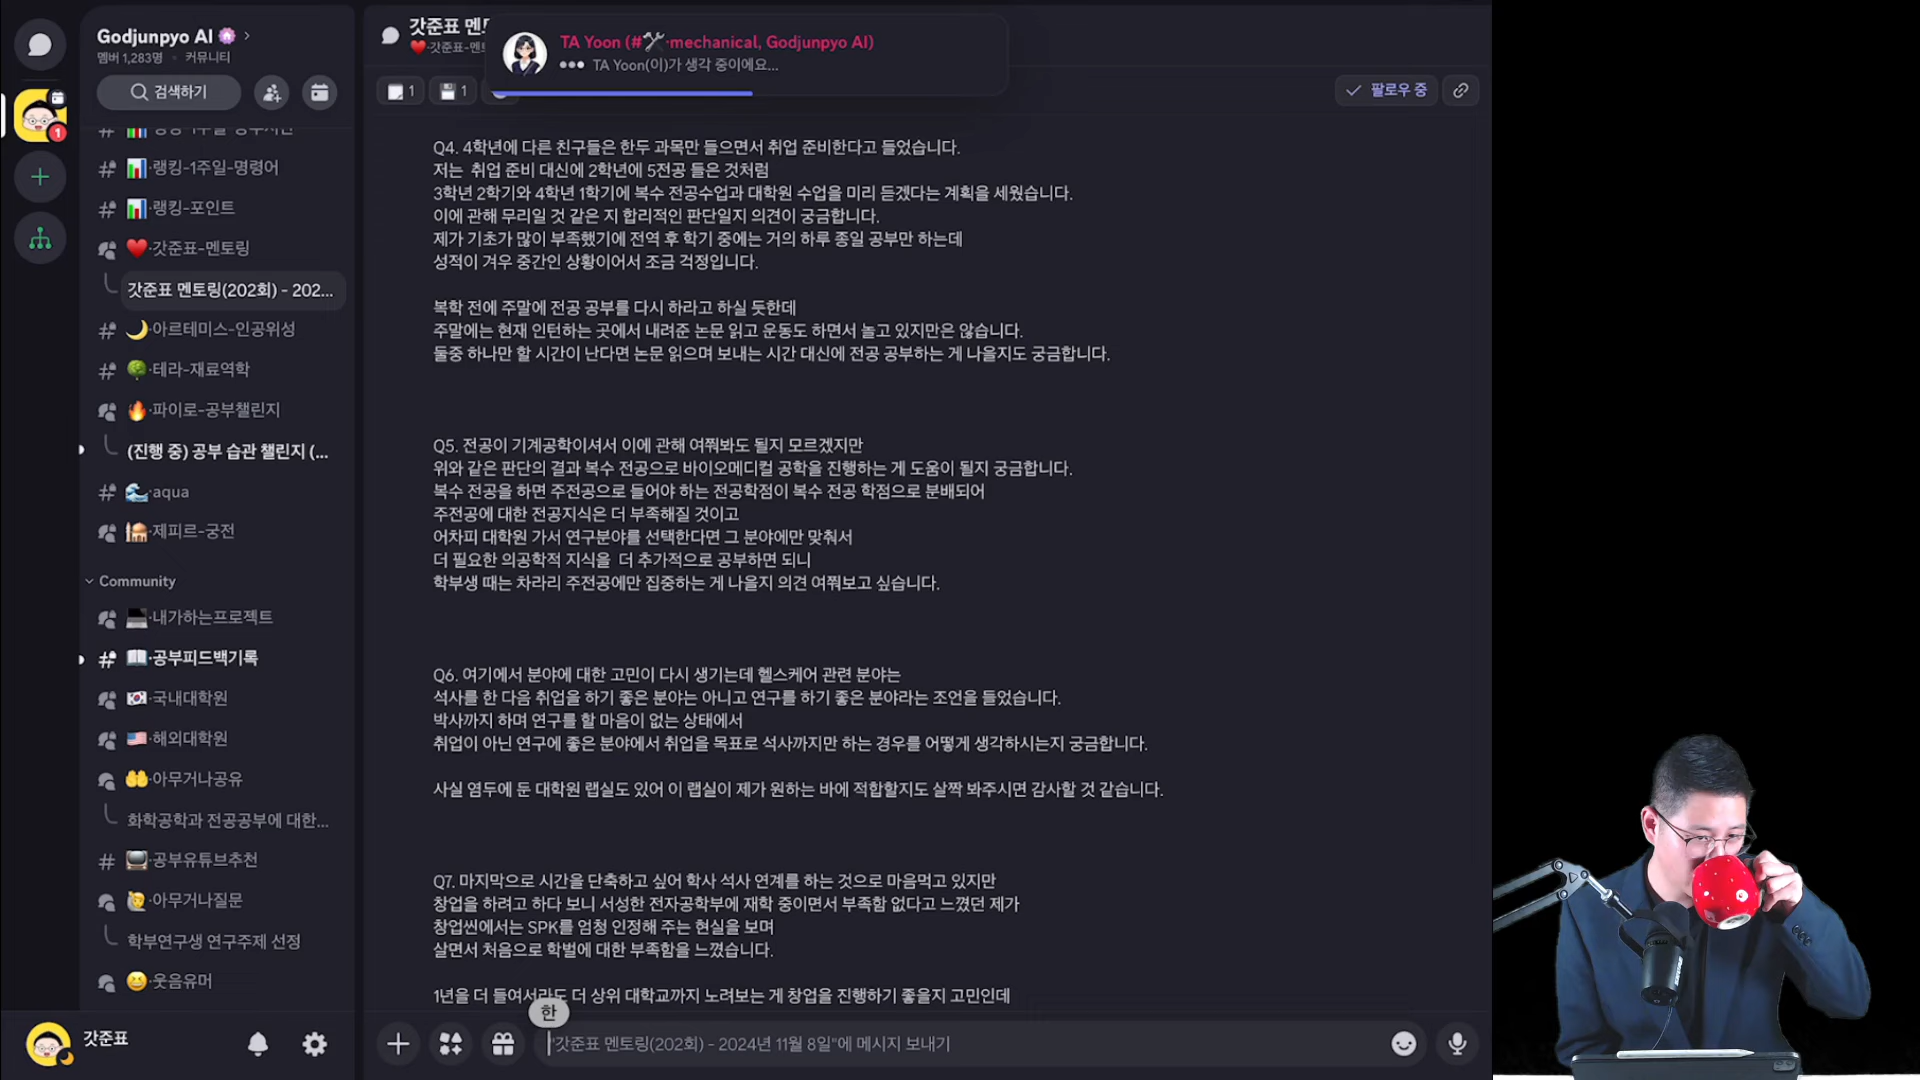 Godjunpyo AI
멤버 1,283명 · 커뮤니티
검색하기
랭킹-1주일-명령어
랭킹-포인트
갓준표-멘토링
갓준표 멘토링(202회) - 202...
아르테미스-인공위성
테라-재료역학
파이로-공부챌린지
(진행 중) 공부 습관 챌린지 (...
aqua
제피르-궁전
Community
내가하는프로젝트
공부피드백기록
국내대학원
해외대학원
아무거나공유
화학공학과 전공공부에 대한...
공부유튜브추천
아무거나질문
학부연구생 연구주제 선정
웃음유머
갓준표
갓준표 멘
갓준표-멘
TA Yoon (#🛠·mechanical, Godjunpyo AI)
TA Yoon(이)가 생각 중이에요...
1
1
팔로우 중
Q4. 4학년에 다른 친구들은 한두 과목만 들으면서 취업 준비한다고 들었습니다.
저는 취업 준비 대신에 2학년에 5전공 들은 것처럼
3학년 2학기와 4학년 1학기에 복수 전공수업과 대학원 수업을 미리 듣겠다는 계획을 세웠습니다.
이에 관해 무리일 것 같은 지 합리적인 판단일지 의견이 궁금합니다.
제가 기초가 많이 부족했기에 전역 후 학기 중에는 거의 하루 종일 공부만 하는데
성적이 겨우 중간인 상황이어서 조금 걱정입니다.
복학 전에 주말에 전공 공부를 다시 하라고 하실 듯한데
주말에는 현재 인턴하는 곳에서 내려준 논문 읽고 운동도 하면서 놀고 있지만은 않습니다.
둘중 하나만 할 시간이 난다면 논문 읽으며 보내는 시간 대신에 전공 공부하는 게 나을지도 궁금합니다.
Q5. 전공이 기계공학이셔서 이에 관해 여쭤봐도 될지 모르겠지만
위와 같은 판단의 결과 복수 전공으로 바이오메디컬 공학을 진행하는 게 도움이 될지 궁금합니다.
복수 전공을 하면 주전공으로 들어야 하는 전공학점이 복수 전공 학점으로 분배되어
주전공에 대한 전공지식은 더 부족해질 것이고
어차피 대학원 가서 연구분야를 선택한다면 그 분야에만 맞춰서
더 필요한 의공학적 지식을 더 추가적으로 공부하면 되니
학부생 때는 차라리 주전공에만 집중하는 게 나을지 의견 여쭤보고 싶습니다.
Q6. 여기에서 분야에 대한 고민이 다시 생기는데 헬스케어 관련 분야는
석사를 한 다음 취업을 하기 좋은 분야는 아니고 연구를 하기 좋은 분야라는 조언을 들었습니다.
박사까지 하며 연구를 할 마음이 없는 상태에서
취업이 아닌 연구에 좋은 분야에서 취업을 목표로 석사까지만 하는 경우를 어떻게 생각하시는지 궁금합니다.
사실 염두에 둔 대학원 랩실도 있어 이 랩실이 제가 원하는 바에 적합할지도 살짝 봐주시면 감사할 것 같습니다.
Q7. 마지막으로 시간을 단축하고 싶어 학사 석사 연계를 하는 것으로 마음먹고 있지만
창업을 하려고 하다 보니 서성한 전자공학부에 재학 중이면서 부족함 없다고 느꼈던 제가
창업씬에서는 SPK를 엄청 인정해 주는 현실을 보며
살면서 처음으로 학벌에 대한 부족함을 느꼈습니다.
1년을 더 들여서라도 더 상위 대학교까지 노려보는 게 창업을 진행하기 좋을지 고민인데
한
"갓준표 멘토링(202회) - 2024년 11월 8일"에 메시지 보내기